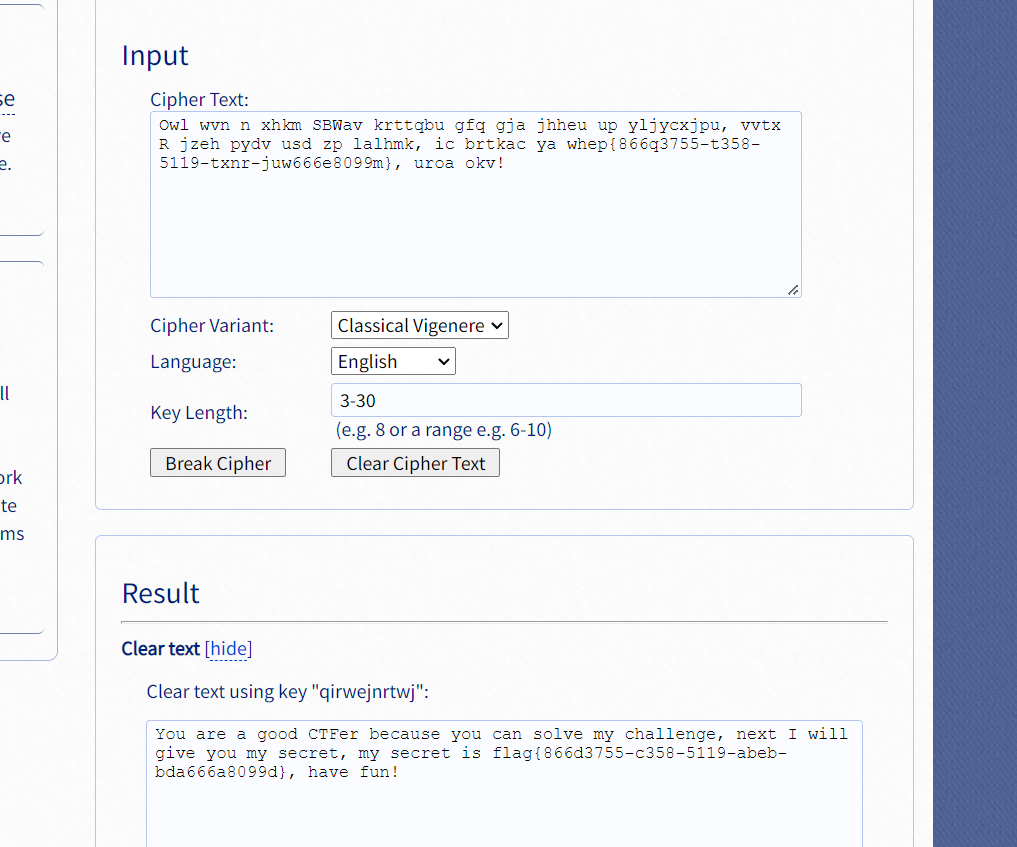 Input
se
Cipher Text:
Owl wvn n xhkm SBWav krttqbu gfq gja jhheu up yljycxjpu, vvtx
R jzeh pydv usd zp lalhmk, ic brtkac ya whep{866q3755-t358-
5119-txnr-juw666e8099m}, uroa okv!
e.
Cipher Variant:
Classical Vigenere
Language:
English
ll
Key Length:
3-30
(e.g. 8 or a range e.g. 6-10)
Break Cipher
Clear Cipher Text
ork
te
ms
Result
Clear text [hide]
Clear text using key "qirwejnrtwj":
You are a good CTFer because you can solve my challenge, next I will
give you my secret, my secret is flag{866d3755-c358-5119-abeb-
bda666a8099d}, have fun!